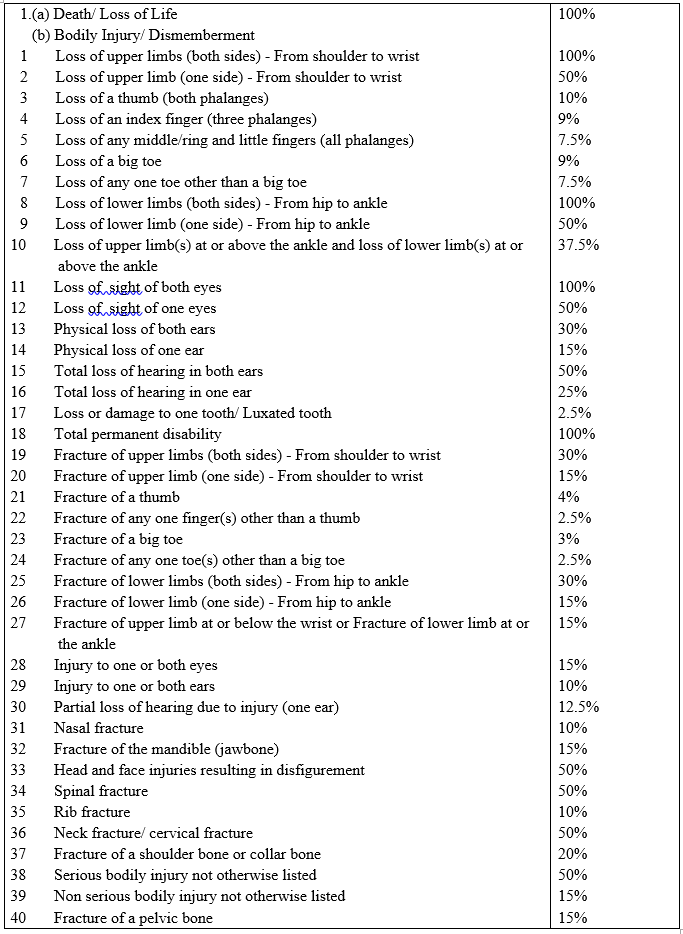 1.(a) Death/ Loss of Life 100%
(b) Bodily Injury/ Dismemberment
1 Loss of upper limbs (both sides) - From shoulder to wrist 100%
2 Loss of upper limb (one side) - From shoulder to wrist 50%
3 Loss of a thumb (both phalanges) 10%
4 Loss of an index finger (three phalanges) 9%
5 Loss of any middle/ring and little fingers (all phalanges) 7.5%
6 Loss of a big toe 9%
7 Loss of any one toe other than a big toe 7.5%
8 Loss of lower limbs (both sides) - From hip to ankle 100%
9 Loss of lower limb (one side) - From hip to ankle 50%
10 Loss of upper limb(s) at or above the ankle and loss of lower limb(s) at or 37.5%
above the ankle
11 Loss of sight of both eyes 100%
12 Loss of sight of one eyes 50%
13 Physical loss of both ears 30%
14 Physical loss of one ear 15%
15 Total loss of hearing in both ears 50%
16 Total loss of hearing in one ear 25%
17 Loss or damage to one tooth/ Luxated tooth 2.5%
18 Total permanent disability 100%
19 Fracture of upper limbs (both sides) - From shoulder to wrist 30%
20 Fracture of upper limb (one side) - From shoulder to wrist 15%
21 Fracture of a thumb 4%
22 Fracture of any one finger(s) other than a thumb 2.5%
23 Fracture of a big toe 3%
24 Fracture of any one toe(s) other than a big toe 2.5%
25 Fracture of lower limbs (both sides) - From hip to ankle 30%
26 Fracture of lower limb (one side) - From hip to ankle 15%
27 Fracture of upper limb at or below the wrist or Fracture of lower limb at or 15%
the ankle
28 Injury to one or both eyes 15%
29 Injury to one or both ears 10%
30 Partial loss of hearing due to injury (one ear) 12.5%
31 Nasal fracture 10%
32 Fracture of the mandible (jawbone) 15%
33 Head and face injuries resulting in disfigurement 50%
34 Spinal fracture 50%
35 Rib fracture 10%
36 Neck fracture/ cervical fracture 50%
37 Fracture of a shoulder bone or collar bone 20%
38 Serious bodily injury not otherwise listed 50%
39 Non serious bodily injury not otherwise listed 15%
40 Fracture of a pelvic bone 15%